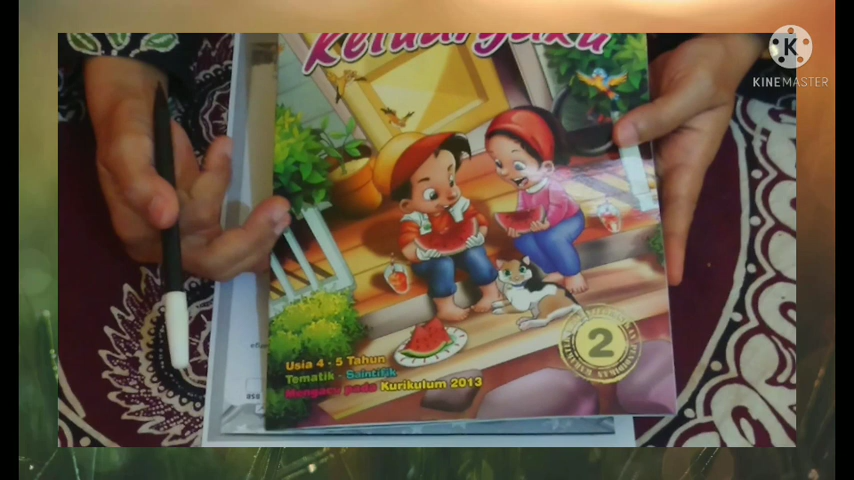 Keluargaku
KINEMASTER
Usia 4 - 5 Tahun
Tematik - Saintifik
Mengacu pada Kurikulum 2013
2